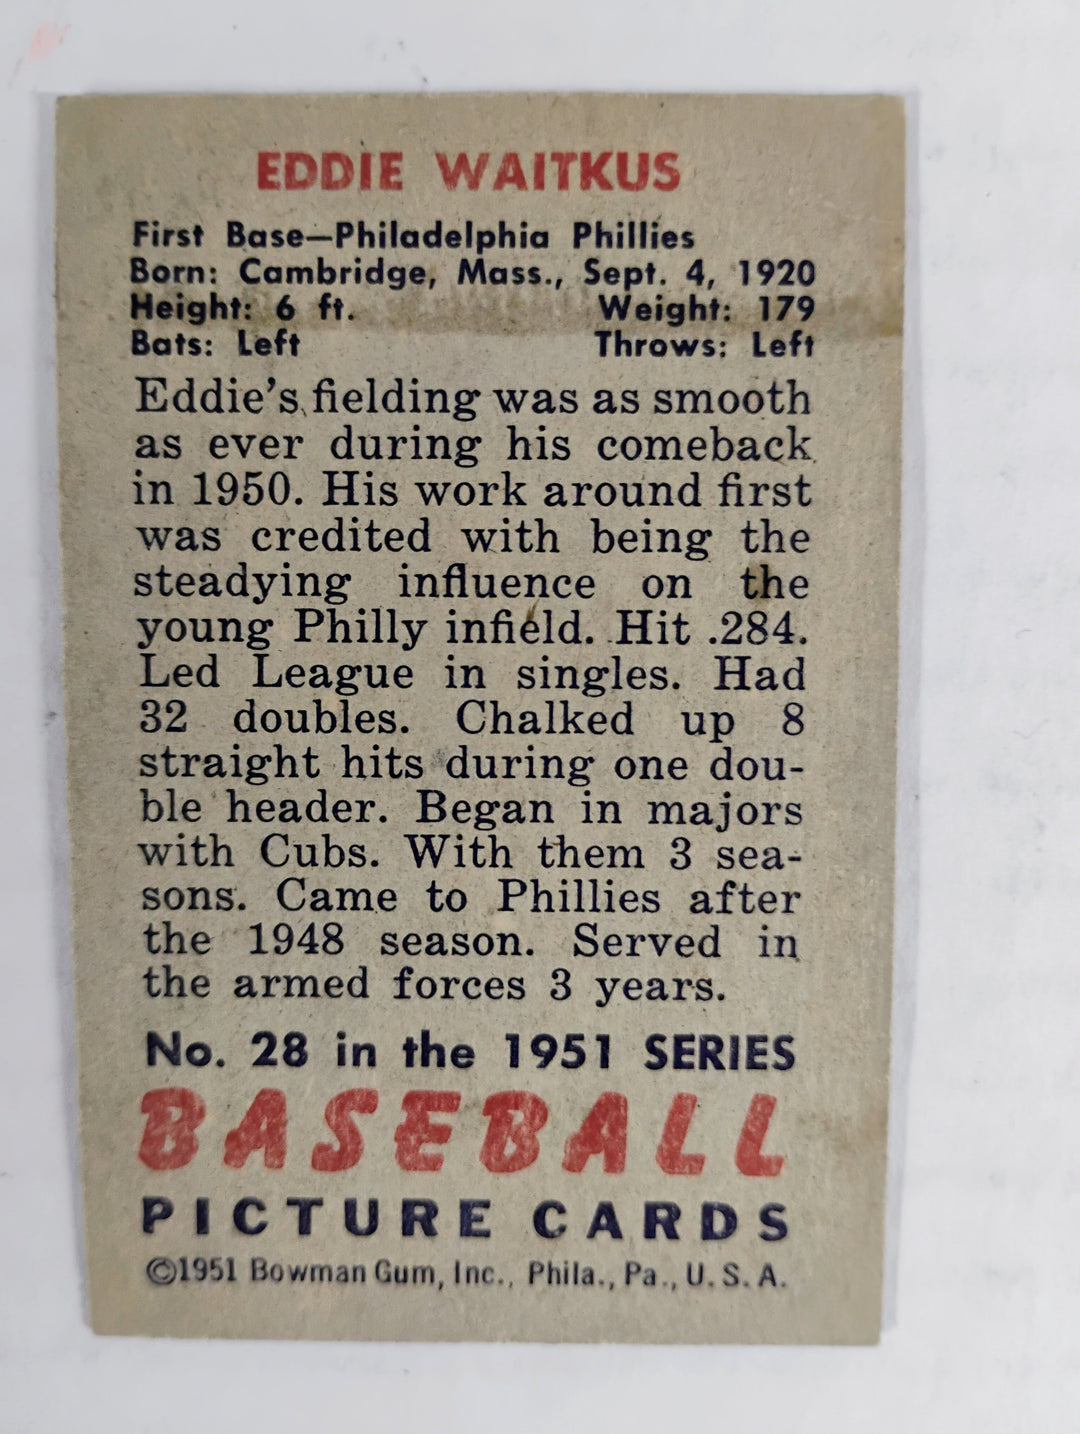 EDDIE WAITKUS
First Base—Philadelphia Phillies
Born: Cambridge, Mass., Sept. 4, 1920
Height: 6 ft. Weight: 179
Bats: Left Throws: Left
Eddie's fielding was as smooth
as ever during his comeback
in 1950. His work around first
was credited with being the
steadying influence on the
young Philly infield. Hit .284.
Led League in singles. Had
32 doubles. Chalked up 8
straight hits during one dou-
ble header. Began in majors
with Cubs. With them 3 sea-
sons. Came to Phillies after
the 1948 season. Served in
the armed forces 3 years.
No. 28 in the 1951 SERIES
BASEBALL
PICTURE CARDS
©1951 Bowman Gum, Inc., Phila., Pa., U.S.A.